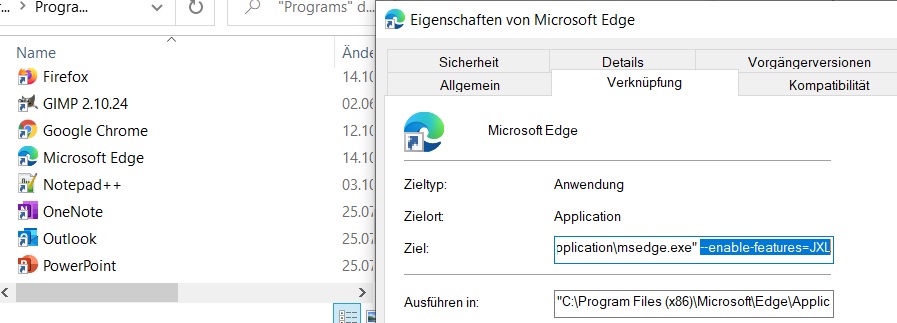 ... > Progra...
"Programs" d...
Name
Ände
Firefox
14.10
GIMP 2.10.24
02.06
Google Chrome
12.10
Microsoft Edge
14.10
Notepad++
03.10
OneNote
25.07
Outlook
25.07
PowerPoint
25.07
Eigenschaften von Microsoft Edge
Sicherheit
Details
Vorgängerversionen
Allgemein
Verknüpfung
Kompatibilität
Microsoft Edge
Zieltyp:
Anwendung
Zielort:
Application
Ziel:
pplication\msedge.exe" --enable-features=JXL
Ausführen in:
"C:\Program Files (x86)\Microsoft\Edge\Applic